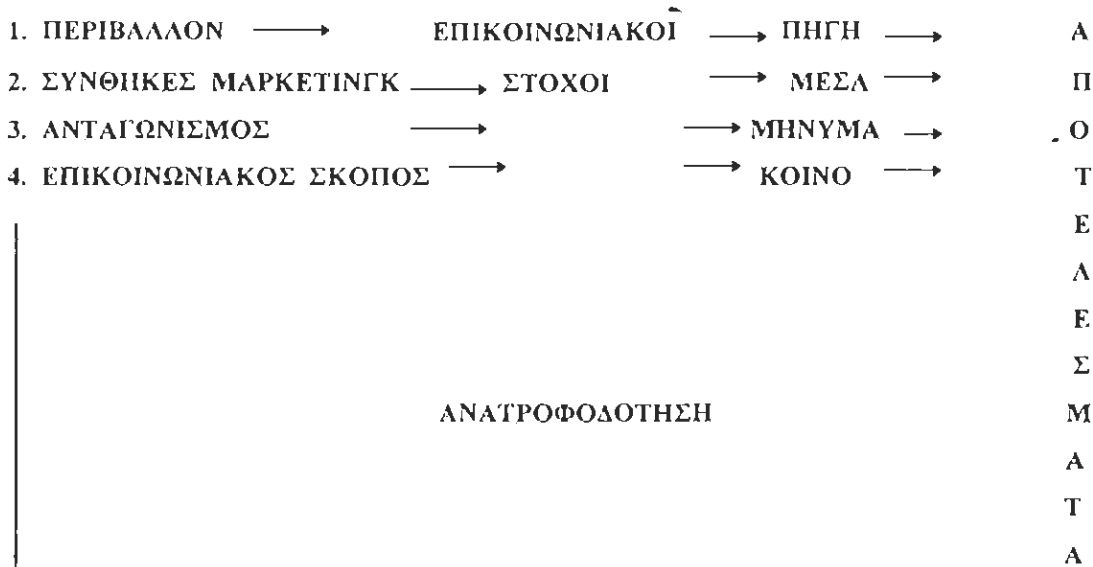 1. ΠΕΡΙΒΑΛΛΟΝ → ΕΠΙΚΟΙΝΩΝΙΑΚΟΙ → ΠΗΓΗ → Α
2. ΣΥΝΘΗΚΕΣ ΜΑΡΚΕΤΙΝΓΚ → ΣΤΟΧΟΙ → ΜΕΣΑ → Π
3. ΑΝΤΑΓΩΝΙΣΜΟΣ → → ΜΗΝΥΜΑ → Ο
4. ΕΠΙΚΟΙΝΩΝΙΑΚΟΣ ΣΚΟΠΟΣ → → ΚΟΙΝΟ → Τ
Ε
Λ
Ε
Σ
ΑΝΑΤΡΟΦΟΔΟΤΗΣΗ Μ
Α
Τ
Α